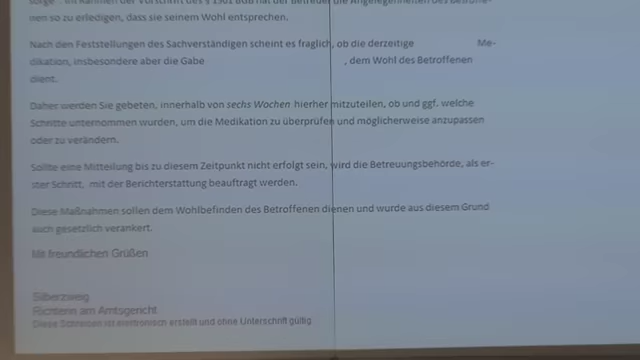 sorge". Im Rahmen der Vorschrift des § 1901 BGB hat der Betreuer die Angelegenheiten des Betroffe-
nen so zu erledigen, dass sie seinem Wohl entsprechen.
Nach den Feststellungen des Sachverständigen scheint es fraglich, ob die derzeitige Me-
dikation, insbesondere aber die Gabe , dem Wohl des Betroffenen
dient.
Daher werden Sie gebeten, innerhalb von sechs Wochen hierher mitzuteilen, ob und ggf. welche
Schritte unternommen wurden, um die Medikation zu überprüfen und möglicherweise anzupassen
oder zu verändern.
Sollte eine Mitteilung bis zu diesem Zeitpunkt nicht erfolgt sein, wird die Betreuungsbehörde, als er-
ster Schritt, mit der Berichterstattung beauftragt werden.
Diese Maßnahmen sollen dem Wohlbefinden des Betroffenen dienen und wurde aus diesem Grund
auch gesetzlich verankert.
Mit freundlichen Grüßen
Silberzweig
Richterin am Amtsgericht
Diese Schreiben ist elektronisch erstellt und ohne Unterschrift gültig